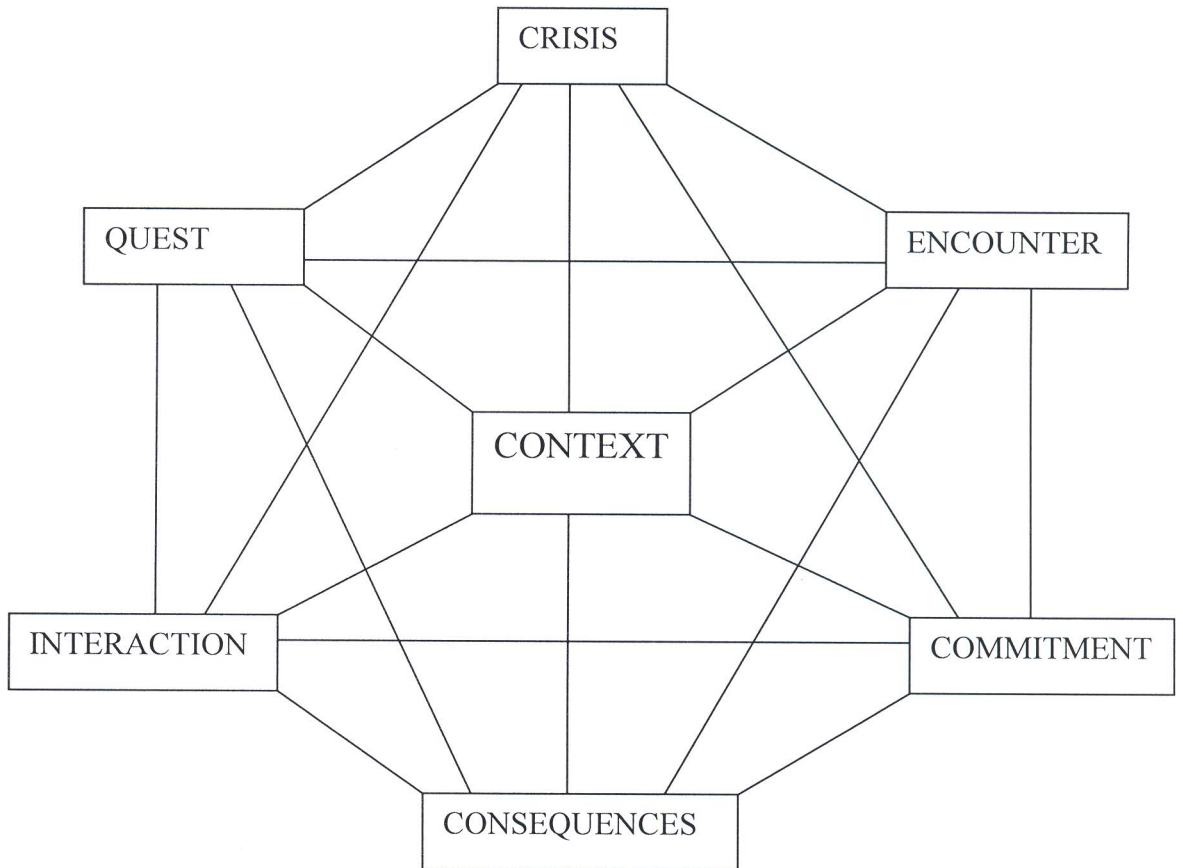 CRISIS
QUEST
ENCOUNTER
CONTEXT
INTERACTION
COMMITMENT
CONSEQUENCES